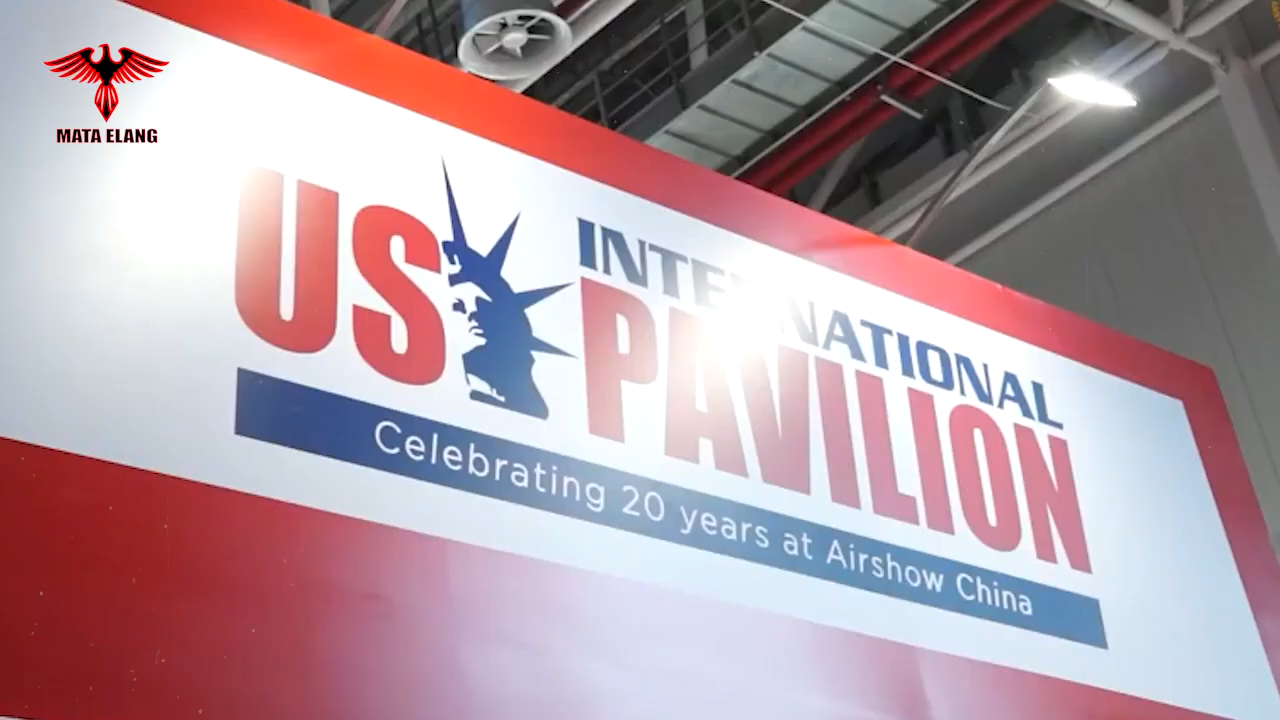 MATA ELANG
US INTERNATIONAL
PAVILION
Celebrating 20 years at Airshow China